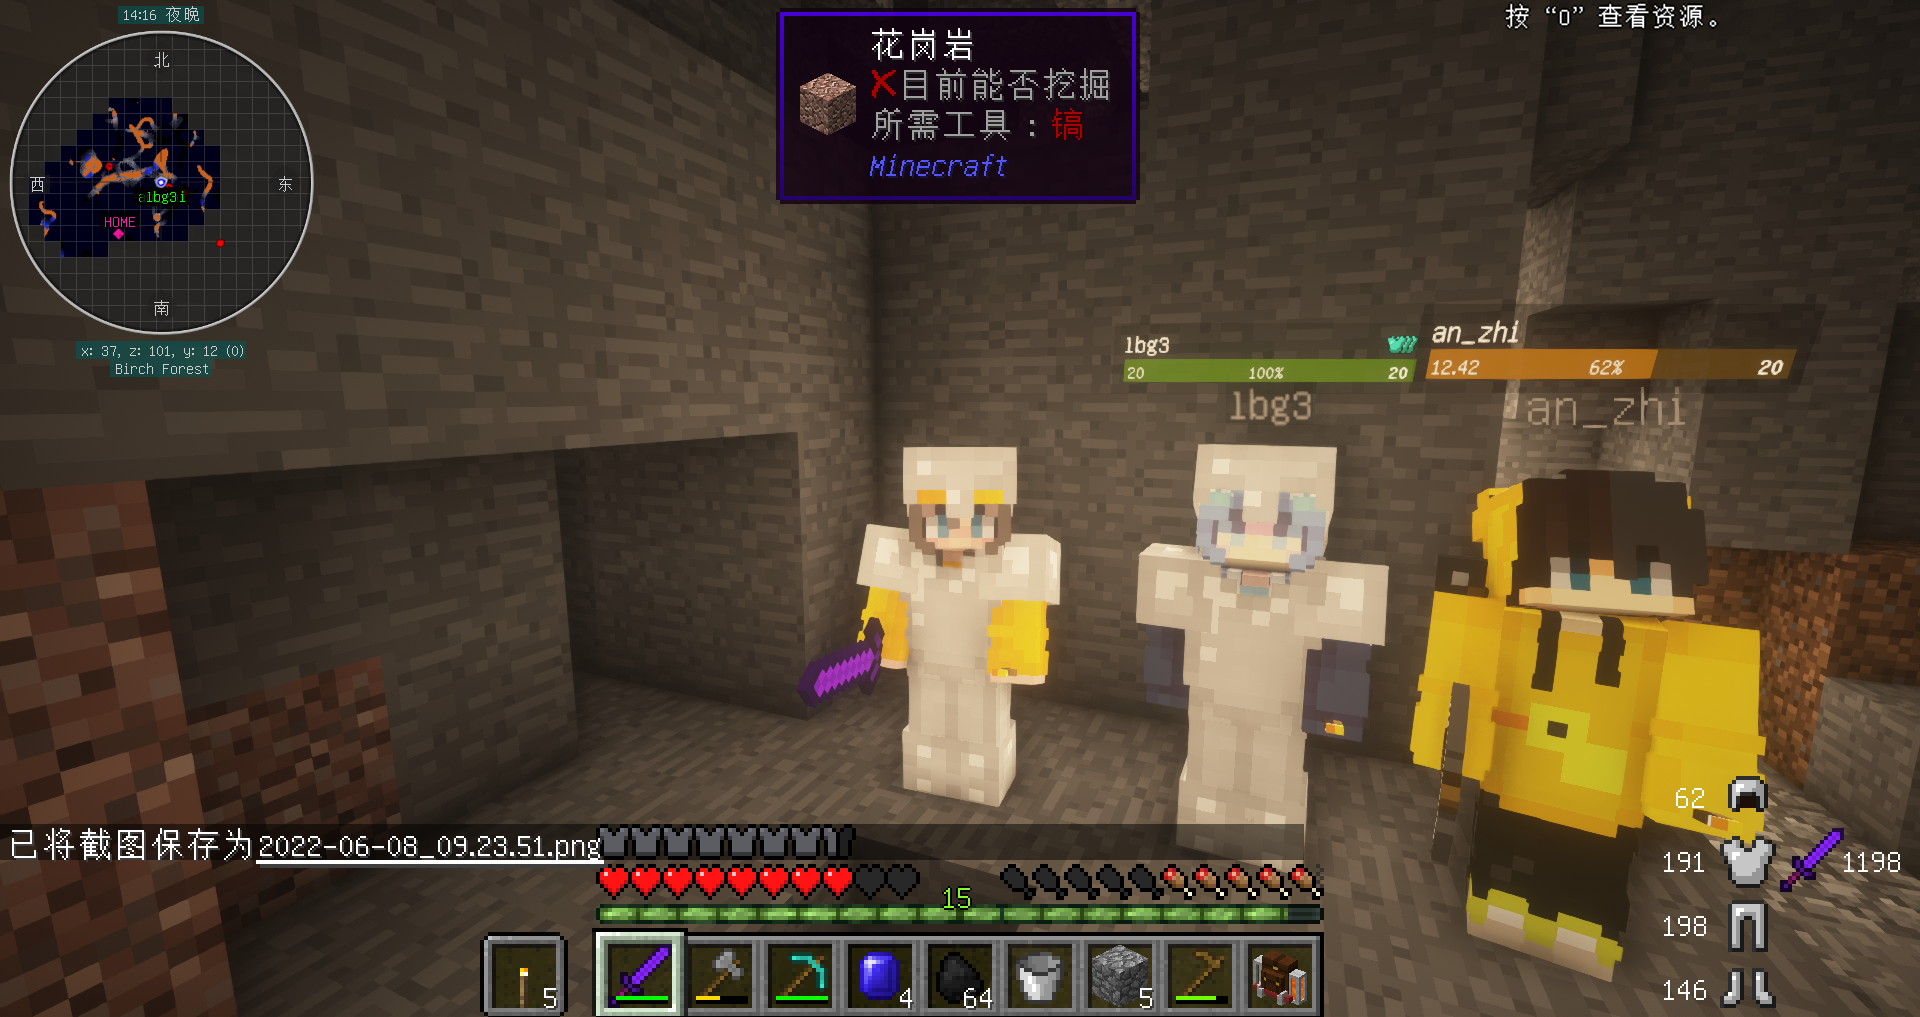 14:16 夜晚
北
西
东
albg3i
HOME
南
x: 37, z: 101, y: 12 (0)
Birch Forest
花岗岩
✗目前能否挖掘
所需工具：镐
Minecraft
按 “O” 查看资源。
lbg3
20 100% 20
lbg3
an_zhi
12.42 62% 20
an_zhi
已将截图保存为2022-06-08_09.23.51.png
15
5
4
64
5
62
191
1198
198
146